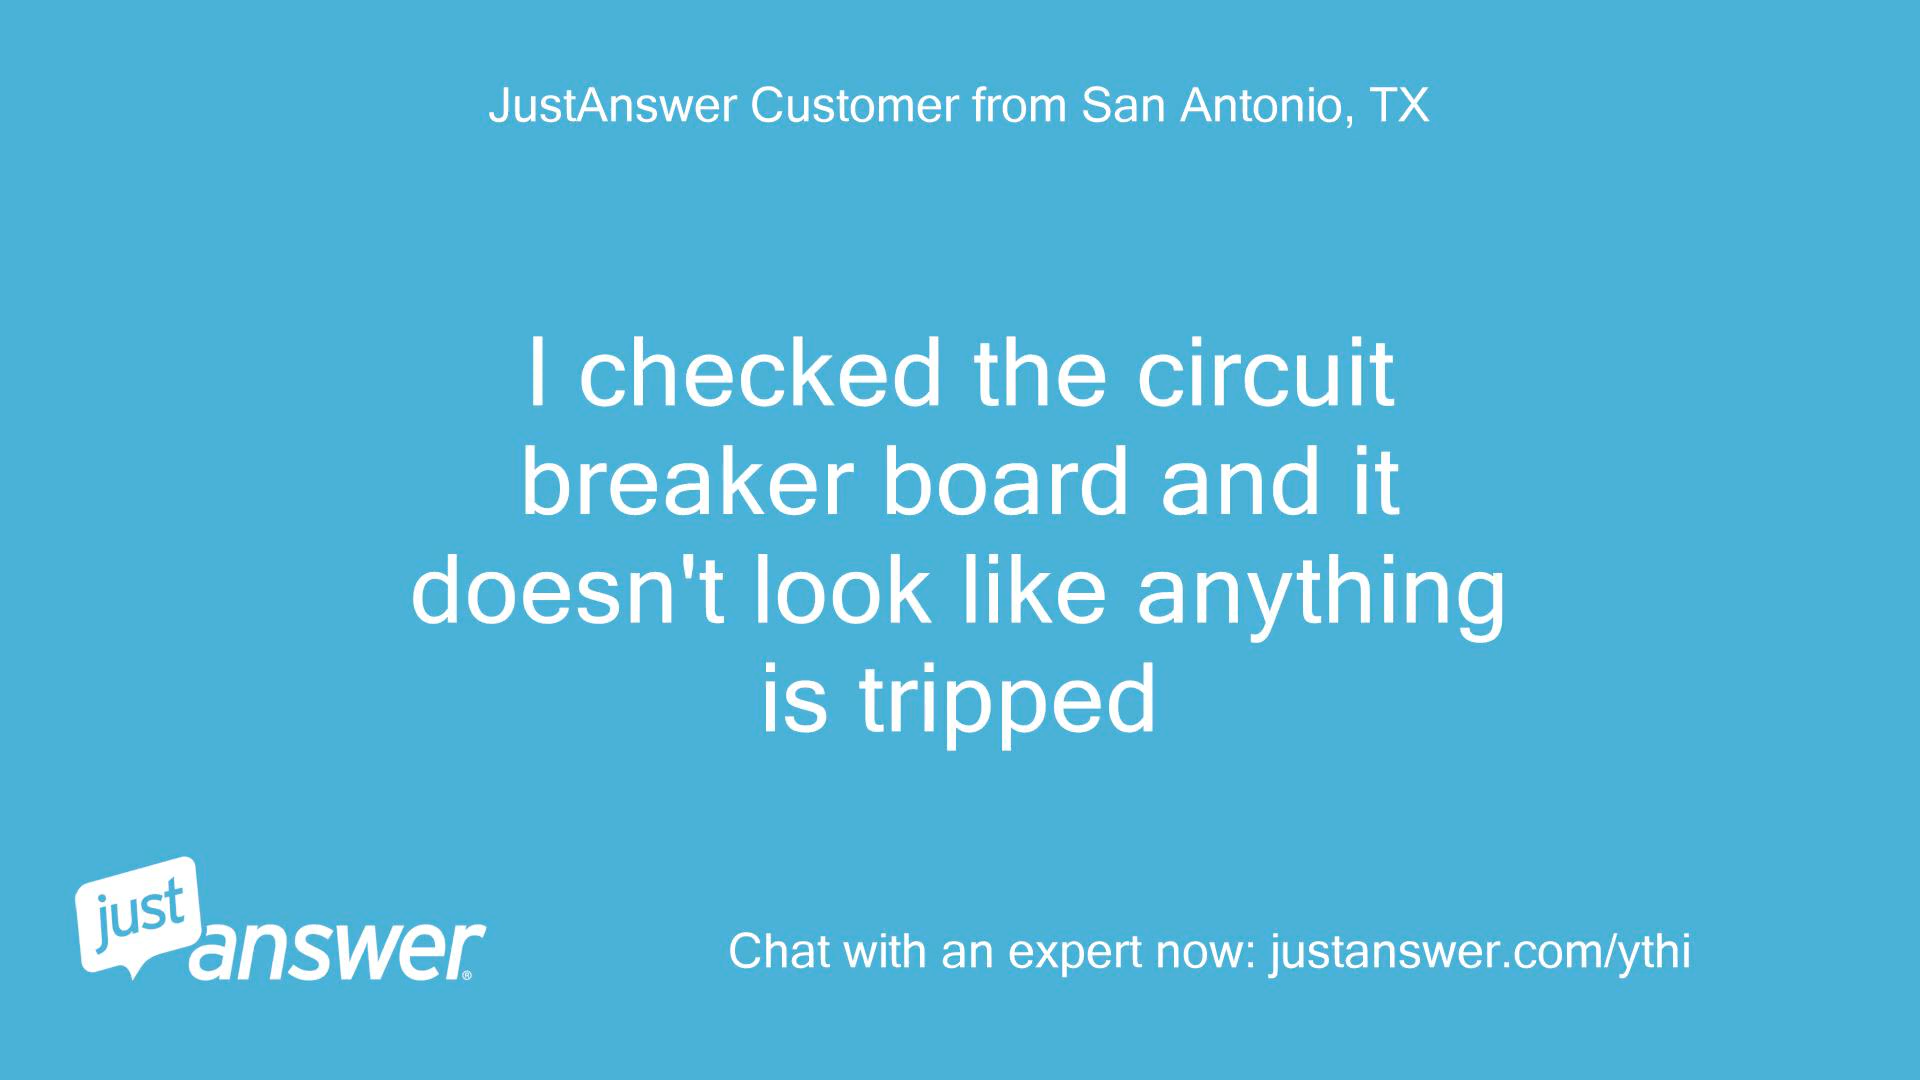 JustAnswer Customer from San Antonio, TX
I checked the circuit
breaker board and it
doesn't look like anything
is tripped
just
answer®
Chat with an expert now: justanswer.com/ythi